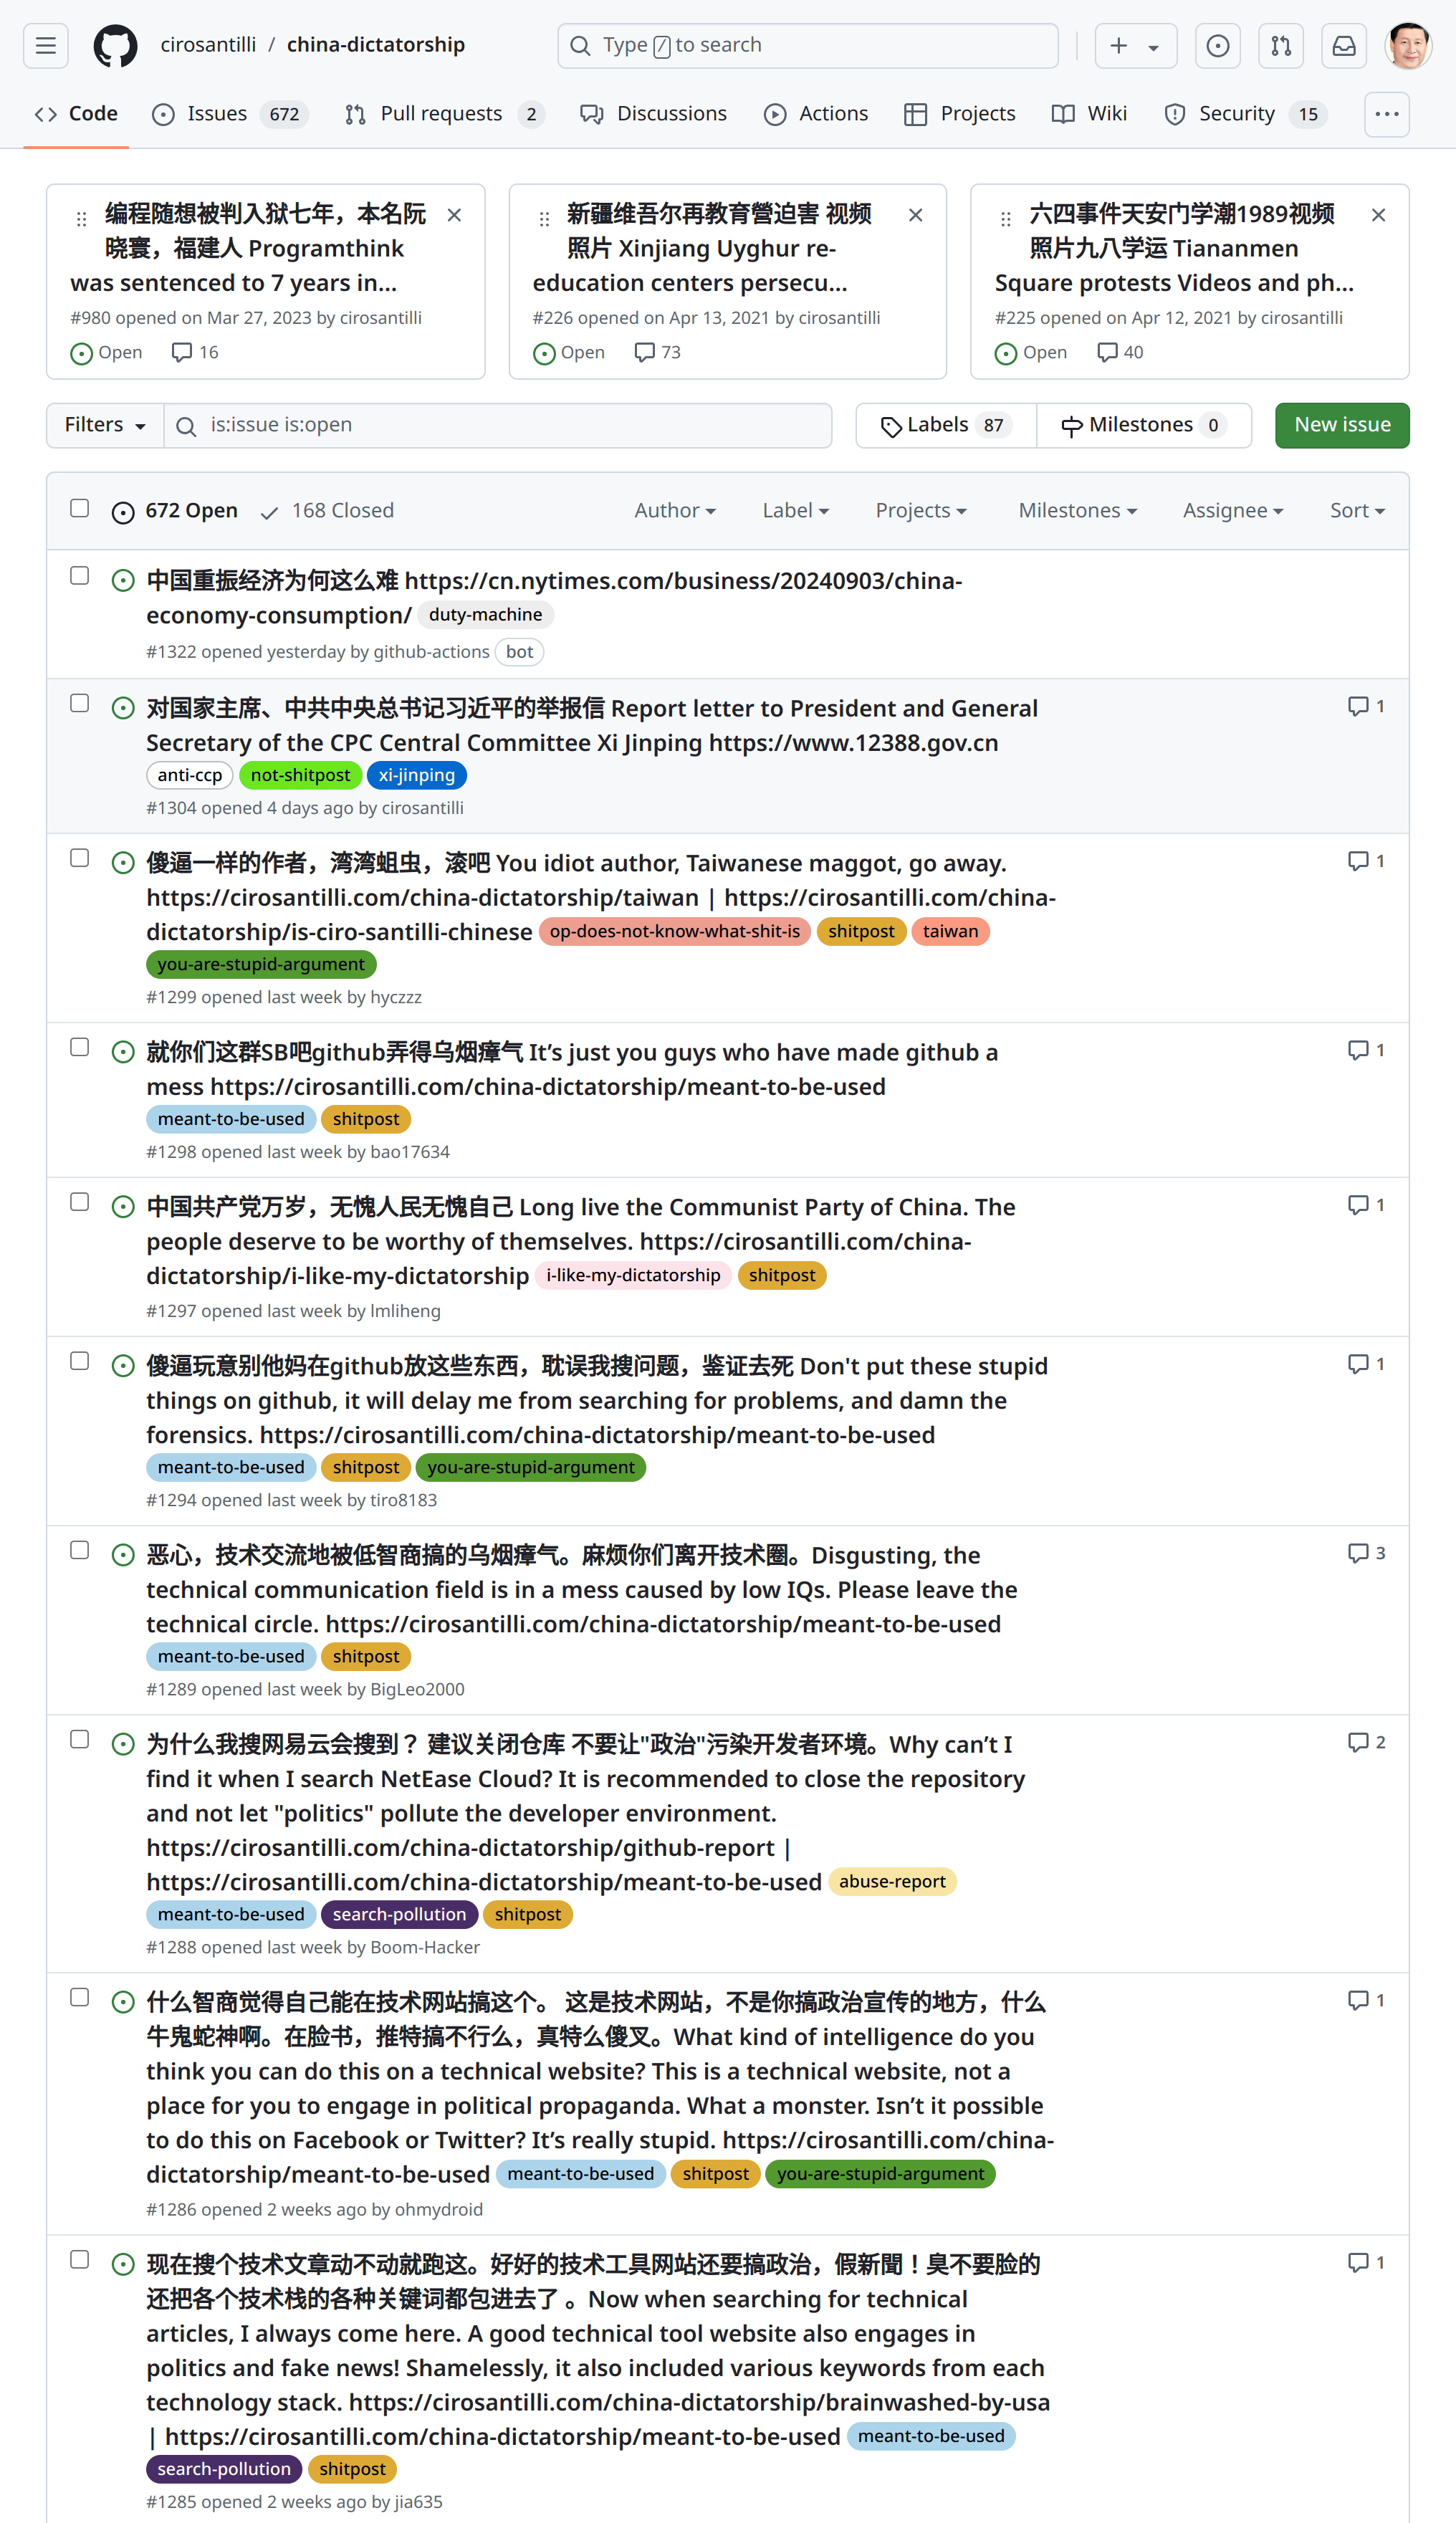 cirosantilli / china-dictatorship
Type / to search
Code
Issues 672
Pull requests 2
Discussions
Actions
Projects
Wiki
Security 15
编程随想被判入狱七年，本名阮
晓寰，福建人 Programthink
was sentenced to 7 years in...
#980 opened on Mar 27, 2023 by cirosantilli
Open 16
新疆维吾尔再教育營迫害 视频
照片 Xinjiang Uyghur re-
education centers persecu...
#226 opened on Apr 13, 2021 by cirosantilli
Open 73
六四事件天安门学潮1989视频
照片九八学运 Tiananmen
Square protests Videos and ph...
#225 opened on Apr 12, 2021 by cirosantilli
Open 40
Filters
is:issue is:open
Labels 87
Milestones 0
New issue
672 Open
168 Closed
Author
Label
Projects
Milestones
Assignee
Sort
中国重振经济为何这么难 https://cn.nytimes.com/business/20240903/china-
economy-consumption/ duty-machine
#1322 opened yesterday by github-actions bot
对国家主席、中共中央总书记习近平的举报信 Report letter to President and General
Secretary of the CPC Central Committee Xi Jinping https://www.12388.gov.cn
anti-ccp not-shitpost xi-jinping
#1304 opened 4 days ago by cirosantilli
1
傻逼一样的作者，湾湾蛆虫，滚吧 You idiot author, Taiwanese maggot, go away.
https://cirosantilli.com/china-dictatorship/taiwan | https://cirosantilli.com/china-
dictatorship/is-ciro-santilli-chinese op-does-not-know-what-shit-is shitpost taiwan
you-are-stupid-argument
#1299 opened last week by hyczzz
1
就你们这群SB吧github弄得乌烟瘴气 It’s just you guys who have made github a
mess https://cirosantilli.com/china-dictatorship/meant-to-be-used
meant-to-be-used shitpost
#1298 opened last week by bao17634
1
中国共产党万岁，无愧人民无愧自己 Long live the Communist Party of China. The
people deserve to be worthy of themselves. https://cirosantilli.com/china-
dictatorship/i-like-my-dictatorship i-like-my-dictatorship shitpost
#1297 opened last week by lmliheng
1
傻逼玩意别他妈在github放这些东西，耽误我搜问题，鉴证去死 Don't put these stupid
things on github, it will delay me from searching for problems, and damn the
forensics. https://cirosantilli.com/china-dictatorship/meant-to-be-used
meant-to-be-used shitpost you-are-stupid-argument
#1294 opened last week by tiro8183
1
恶心，技术交流地被低智商搞的乌烟瘴气。麻烦你们离开技术圈。Disgusting, the
technical communication field is in a mess caused by low IQs. Please leave the
technical circle. https://cirosantilli.com/china-dictatorship/meant-to-be-used
meant-to-be-used shitpost
#1289 opened last week by BigLeo2000
3
为什么我搜网易云会搜到？ 建议关闭仓库 不要让"政治"污染开发者环境。Why can’t I
find it when I search NetEase Cloud? It is recommended to close the repository
and not let "politics" pollute the developer environment.
https://cirosantilli.com/china-dictatorship/github-report |
https://cirosantilli.com/china-dictatorship/meant-to-be-used abuse-report
meant-to-be-used search-pollution shitpost
#1288 opened last week by Boom-Hacker
2
什么智商觉得自己能在技术网站搞这个。 这是技术网站，不是你搞政治宣传的地方，什么
牛鬼蛇神啊。在脸书，推特搞不行么，真特么傻叉。What kind of intelligence do you
think you can do this on a technical website? This is a technical website, not a
place for you to engage in political propaganda. What a monster. Isn’t it possible
to do this on Facebook or Twitter? It’s really stupid. https://cirosantilli.com/china-
dictatorship/meant-to-be-used meant-to-be-used shitpost you-are-stupid-argument
#1286 opened 2 weeks ago by ohmydroid
1
现在搜个技术文章动不动就跑这。好好的技术工具网站还要搞政治，假新聞！臭不要脸的
还把各个技术栈的各种关键词都包进去了 。Now when searching for technical
articles, I always come here. A good technical tool website also engages in
politics and fake news! Shamelessly, it also included various keywords from each
technology stack. https://cirosantilli.com/china-dictatorship/brainwashed-by-usa
| https://cirosantilli.com/china-dictatorship/meant-to-be-used meant-to-be-used
search-pollution shitpost
#1285 opened 2 weeks ago by jia635
1